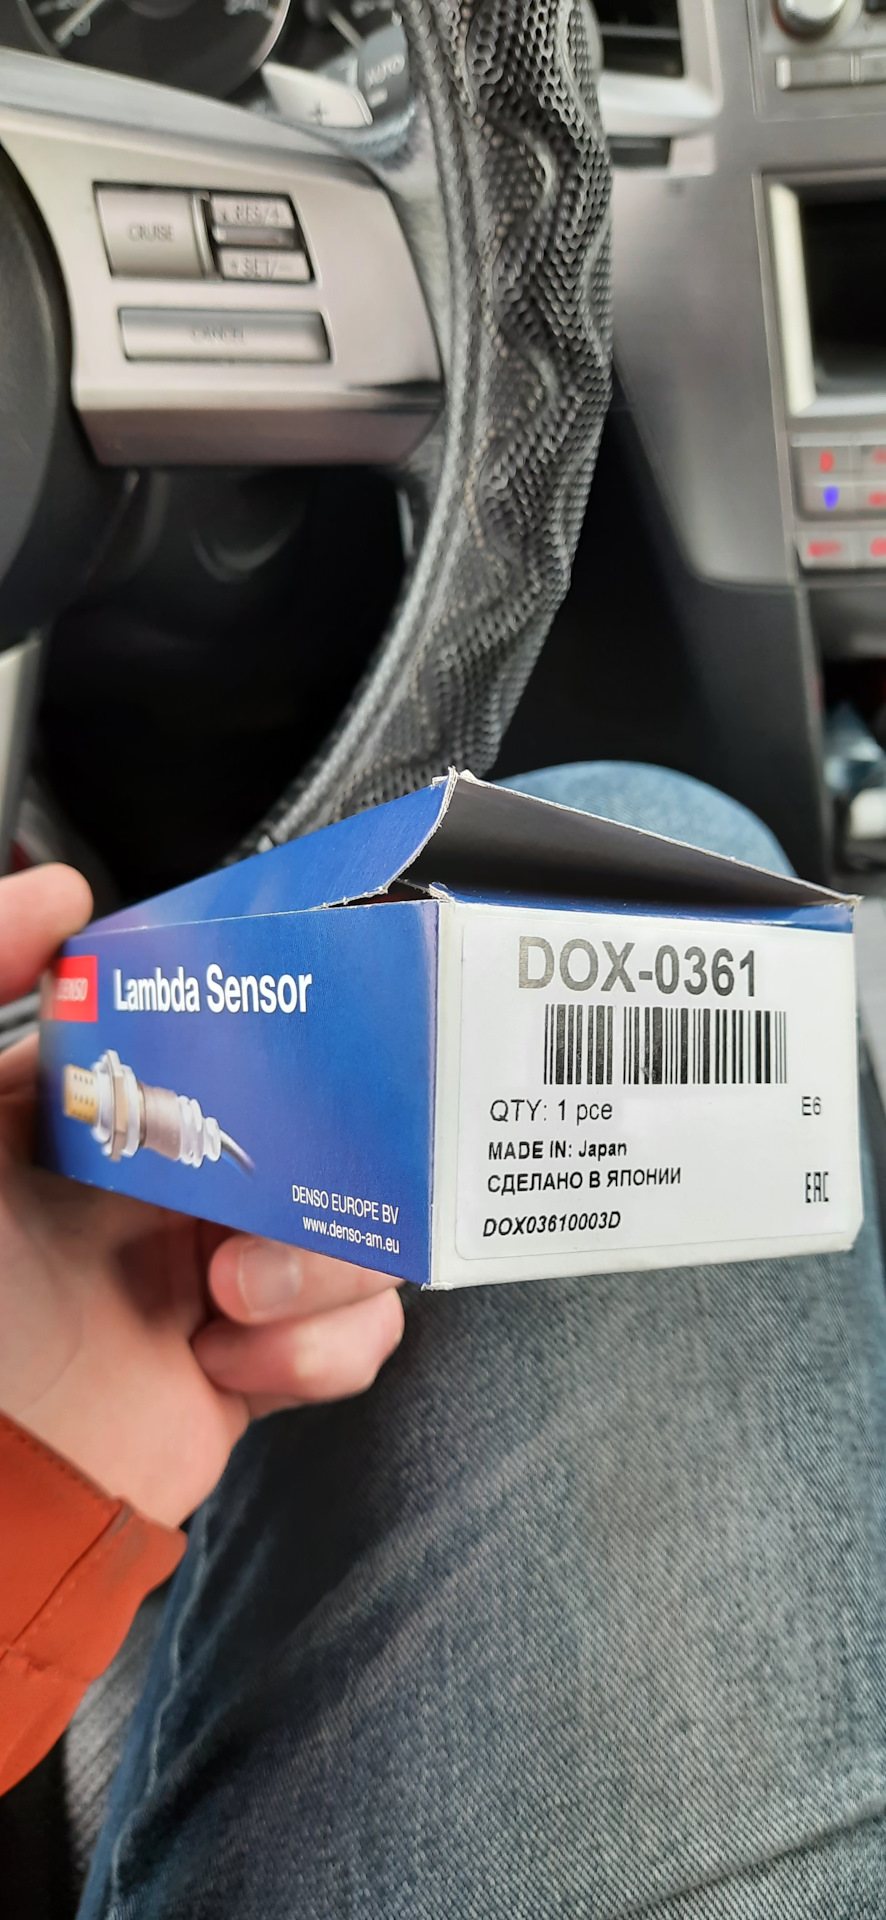 AUTO
CRUISE
RES/+
SET/-
CANCEL
DENSO
Lambda Sensor
DENSO EUROPE BV
www.denso-am.eu
DOX-0361
QTY: 1 pce
E6
MADE IN: Japan
СДЕЛАНО В ЯПОНИИ
EAC
DOX03610003D